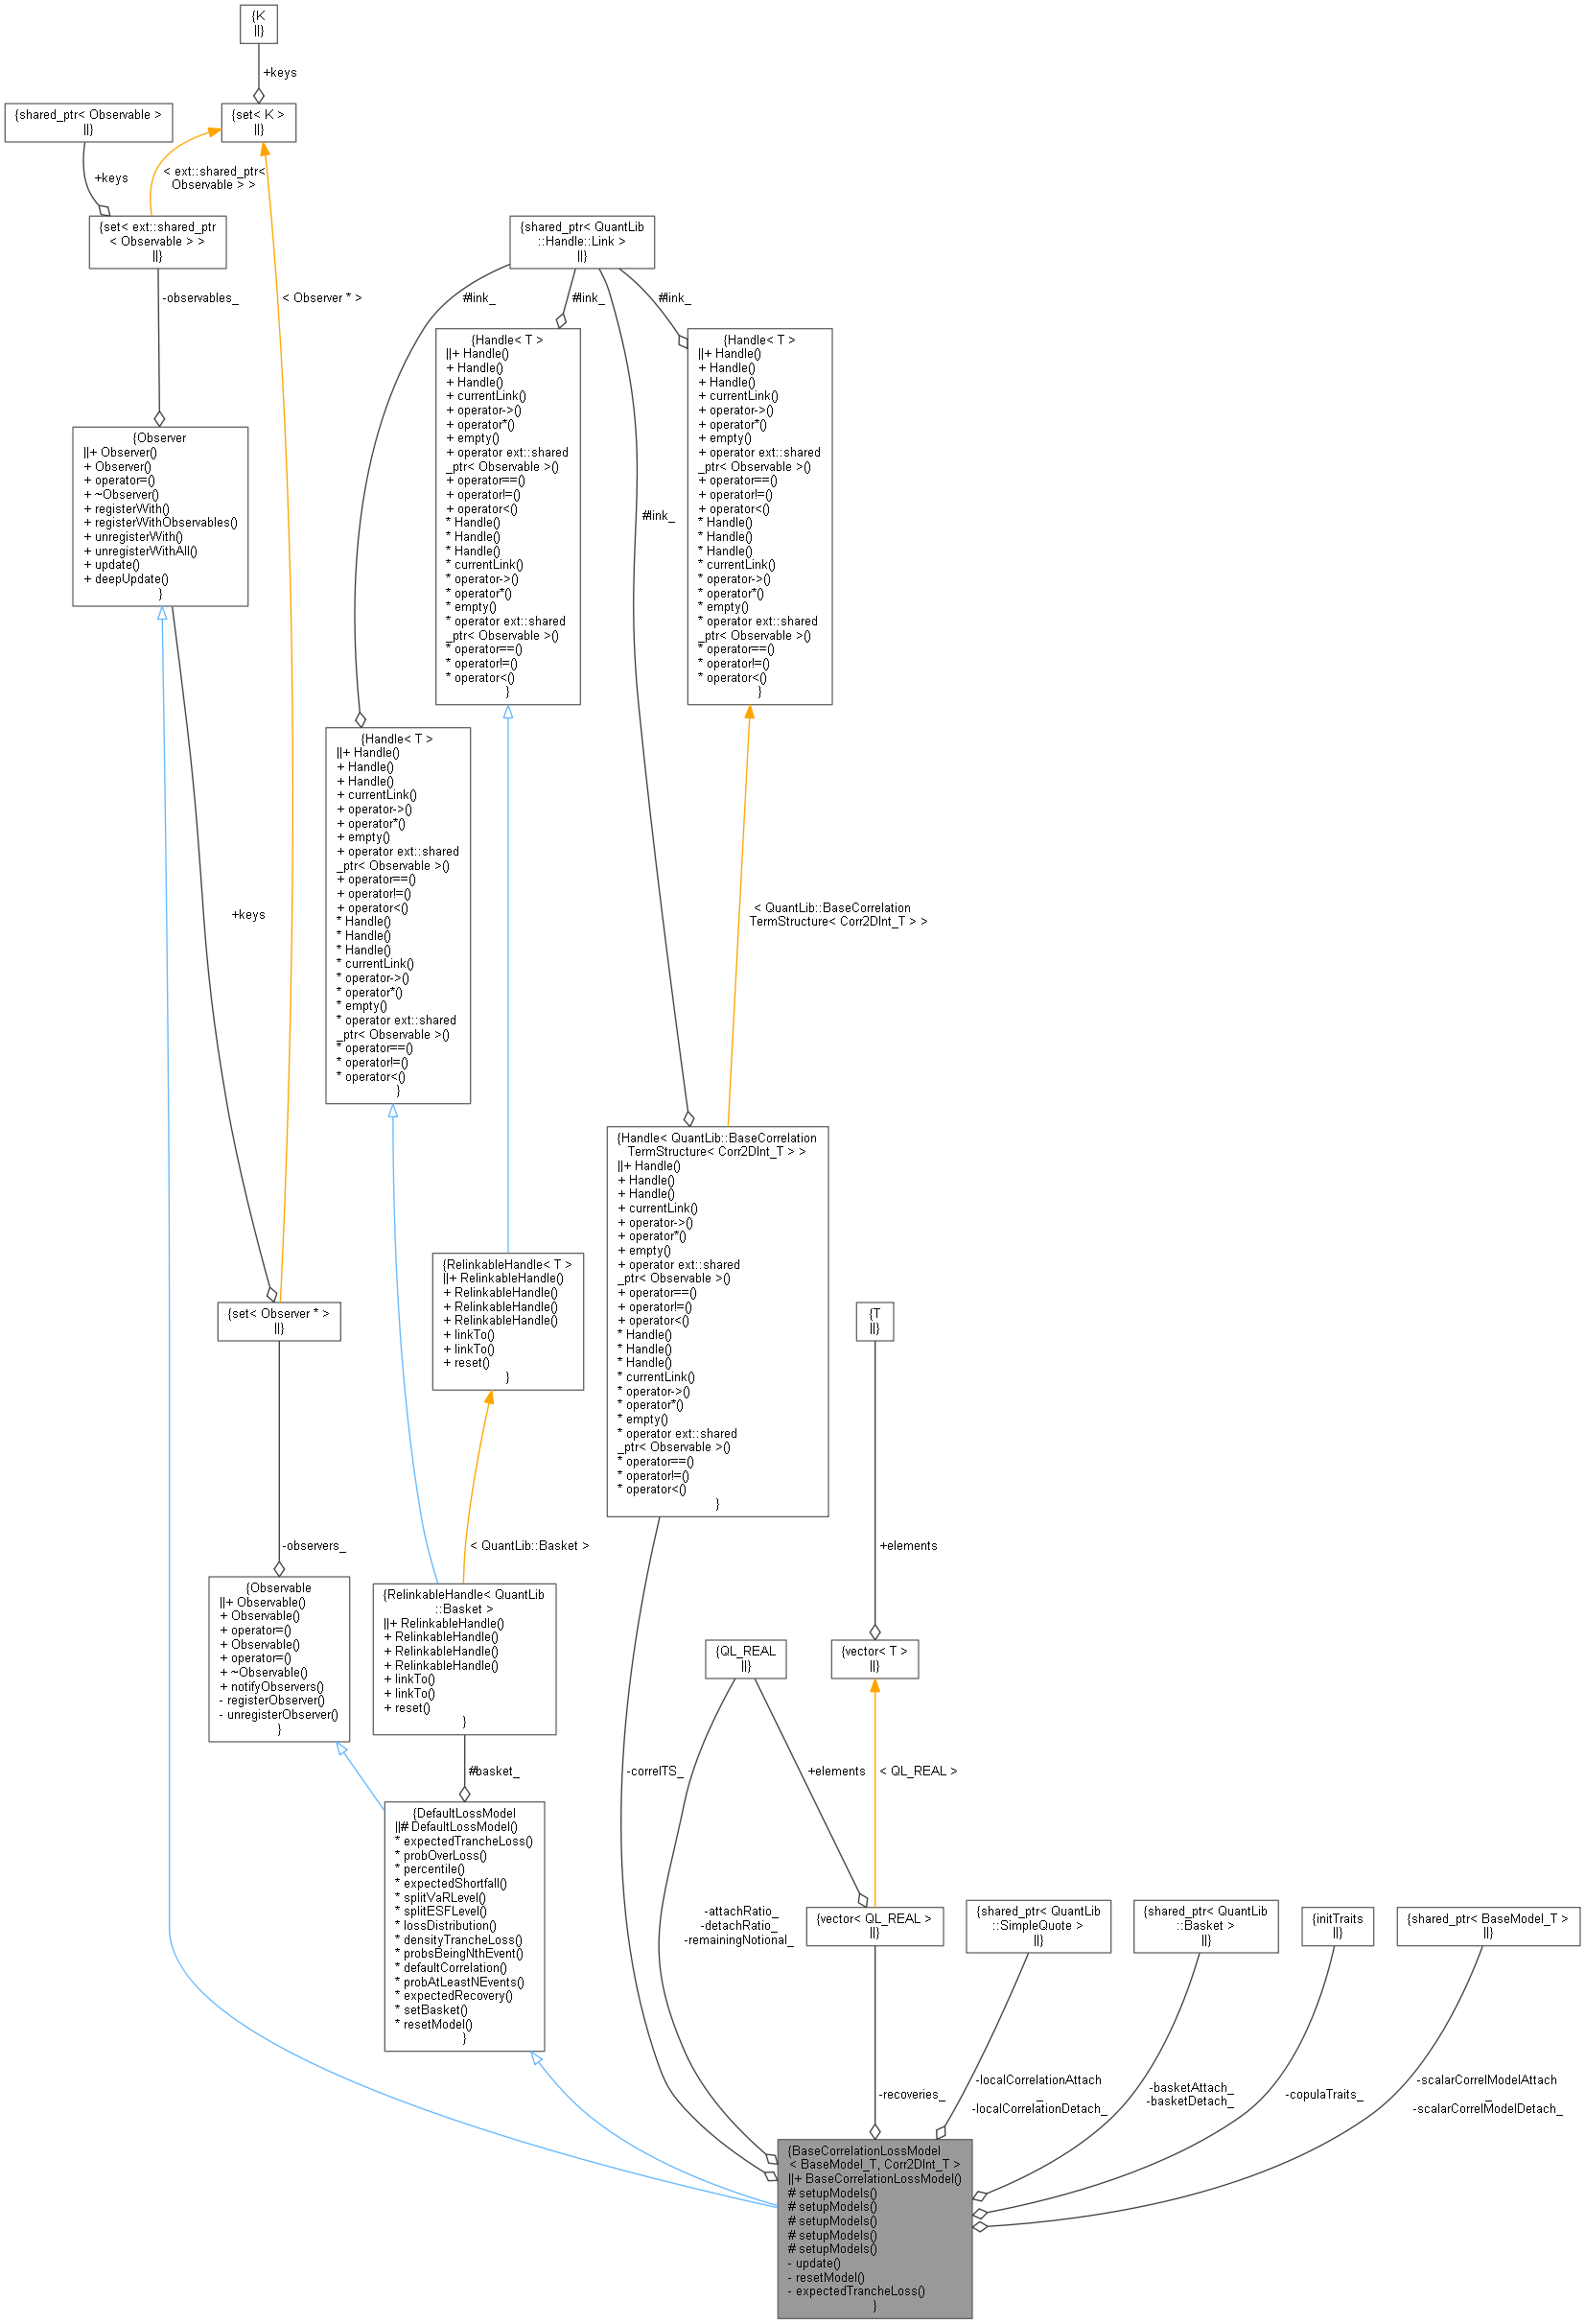 {K
||}
+keys
{shared_ptr< Observable >
||}
{set< K >
||}
+keys
< ext::shared_ptr<
Observable > >
{set< ext::shared_ptr
< Observable > >
||}
{shared_ptr< QuantLib
::Handle::Link >
||}
-observables_
< Observer * >
#link_
#link_
#link_
{Handle< T >
||+ Handle()
+ Handle()
+ Handle()
+ currentLink()
+ operator->()
+ operator*()
+ empty()
+ operator ext::shared
_ptr< Observable >()
+ operator==()
+ operator!=()
+ operator<()
* Handle()
* Handle()
* Handle()
* currentLink()
* operator->()
* operator*()
* empty()
* operator ext::shared
_ptr< Observable >()
* operator==()
* operator!=()
* operator<()
}
{Handle< T >
||+ Handle()
+ Handle()
+ Handle()
+ currentLink()
+ operator->()
+ operator*()
+ empty()
+ operator ext::shared
_ptr< Observable >()
+ operator==()
+ operator!=()
+ operator<()
* Handle()
* Handle()
* Handle()
* currentLink()
* operator->()
* operator*()
* empty()
* operator ext::shared
_ptr< Observable >()
* operator==()
* operator!=()
* operator<()
}
{Observer
||+ Observer()
+ Observer()
+ operator=()
+ ~Observer()
+ registerWith()
+ registerWithObservables()
+ unregisterWith()
+ unregisterWithAll()
+ update()
+ deepUpdate()
}
#link_
{Handle< T >
||+ Handle()
+ Handle()
+ Handle()
+ currentLink()
+ operator->()
+ operator*()
+ empty()
+ operator ext::shared
_ptr< Observable >()
+ operator==()
+ operator!=()
+ operator<()
* Handle()
* Handle()
* Handle()
* currentLink()
* operator->()
* operator*()
* empty()
* operator ext::shared
_ptr< Observable >()
* operator==()
* operator!=()
* operator<()
}
+keys
< QuantLib::BaseCorrelation
TermStructure< Corr2DInt_T > >
{Handle< QuantLib::BaseCorrelation
TermStructure< Corr2DInt_T > >
||+ Handle()
+ Handle()
+ Handle()
+ currentLink()
+ operator->()
+ operator*()
+ empty()
+ operator ext::shared
_ptr< Observable >()
+ operator==()
+ operator!=()
+ operator<()
* Handle()
* Handle()
* Handle()
* currentLink()
* operator->()
* operator*()
* empty()
* operator ext::shared
_ptr< Observable >()
* operator==()
* operator!=()
* operator<()
}
{RelinkableHandle< T >
||+ RelinkableHandle()
+ RelinkableHandle()
+ RelinkableHandle()
+ RelinkableHandle()
+ linkTo()
+ linkTo()
+ reset()
}
{set< Observer * >
||}
{T
||}
-observers_
< QuantLib::Basket >
+elements
{Observable
||+ Observable()
+ Observable()
+ operator=()
+ Observable()
+ operator=()
+ ~Observable()
+ notifyObservers()
- registerObserver()
- unregisterObserver()
}
{RelinkableHandle< QuantLib
::Basket >
||+ RelinkableHandle()
+ RelinkableHandle()
+ RelinkableHandle()
+ RelinkableHandle()
+ linkTo()
+ linkTo()
+ reset()
}
{QL_REAL
||}
{vector< T >
||}
#basket_
-correlTS_
+elements
< QL_REAL >
{DefaultLossModel
||# DefaultLossModel()
* expectedTrancheLoss()
* probOverLoss()
* percentile()
* expectedShortfall()
* splitVaRLevel()
* splitESFLevel()
* lossDistribution()
* densityTrancheLoss()
* probsBeingNthEvent()
* defaultCorrelation()
* probAtLeastNEvents()
* expectedRecovery()
* setBasket()
* resetModel()
}
-attachRatio_
-detachRatio_
-remainingNotional_
{vector< QL_REAL >
||}
{shared_ptr< QuantLib
::SimpleQuote >
||}
{shared_ptr< QuantLib
::Basket >
||}
{initTraits
||}
{shared_ptr< BaseModel_T >
||}
-recoveries_
-localCorrelationAttach
_
-localCorrelationDetach_
-basketAttach_
-basketDetach_
-copulaTraits_
-scalarCorrelModelAttach
_
-scalarCorrelModelDetach_
{BaseCorrelationLossModel
< BaseModel_T, Corr2DInt_T >
||+ BaseCorrelationLossModel()
# setupModels()
# setupModels()
# setupModels()
# setupModels()
# setupModels()
- update()
- resetModel()
- expectedTrancheLoss()
}